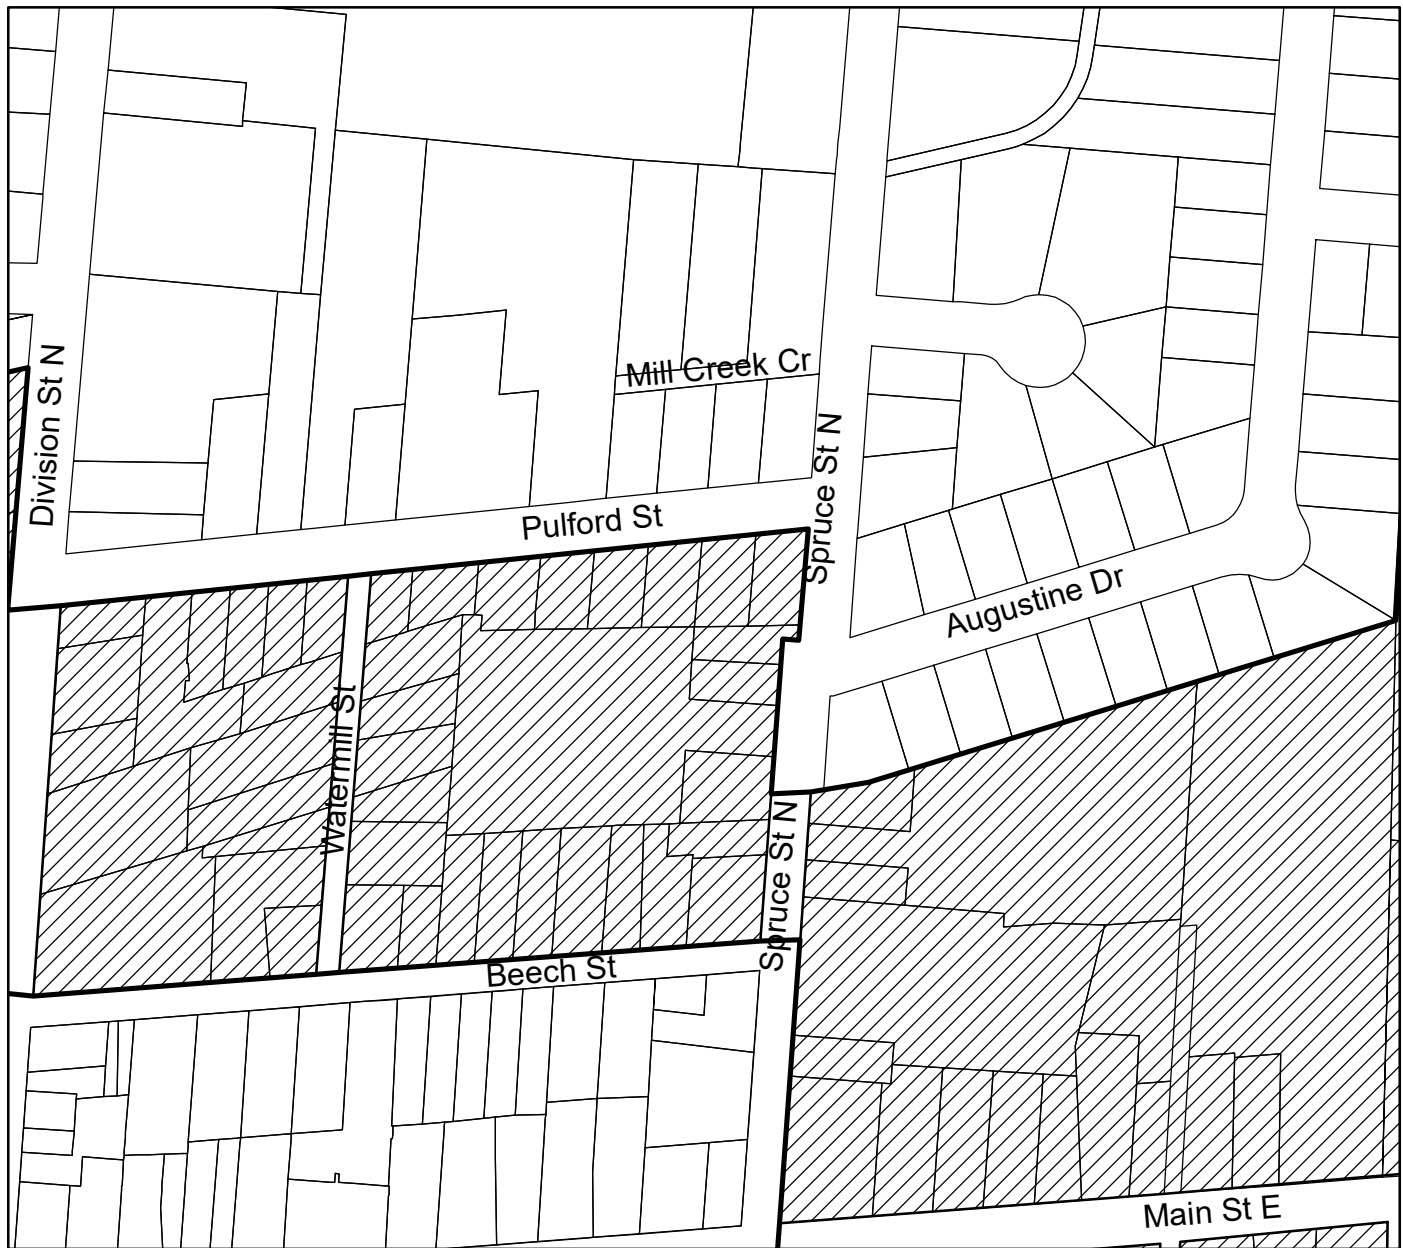 Mill Creek Cr
Division St N
Spruce St N
Pulford St
Augustine Dr
Watermill St
Spruce St N
Beech St
Main St E